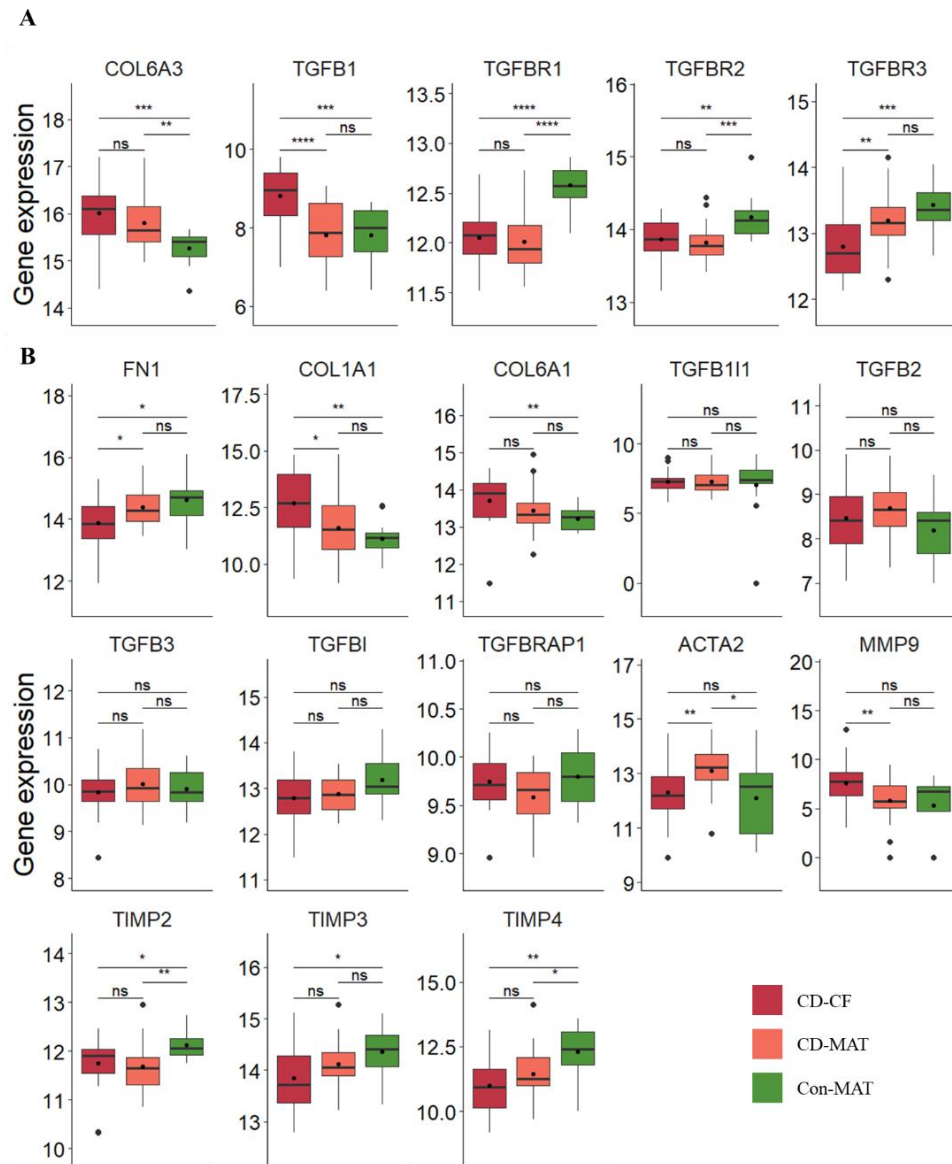 A
COL6A3 TGFB1 TGFBR1 TGFBR2 TGFBR3
Gene expression
18 17 16 15 14
*** ** ns
10 8 6
*** ns ****
13.5 13.0 12.5 12.0 11.5
**** **** ns
16 15 14 13
** *** ns
15 14 13 12
*** ** ns
B
FN1 COL1A1 COL6A1 TGFB1I1 TGFB2
18 16 14 12
* * ns
17.5 15.0 12.5 10.0
** * ns
16 15 14 13 12 11
** ns ns
10 5 0
ns ns ns
11 10 9 8 7
ns ns ns
TGFB3 TGFBI TGFBRAP1 ACTA2 MMP9
Gene expression
12 11 10 9 8
ns ns ns
15 14 13 12 11
ns ns ns
11.0 10.5 10.0 9.5 9.0
ns ns ns
17 15 13 11 9
ns ** *
20 15 10 5 0
ns ** ns
TIMP2 TIMP3 TIMP4
14 13 12 11 10
* ** ns
16 15 14 13
* ns ns
15.0 12.5 10.0
** * ns
CD-CF
CD-MAT
Con-MAT